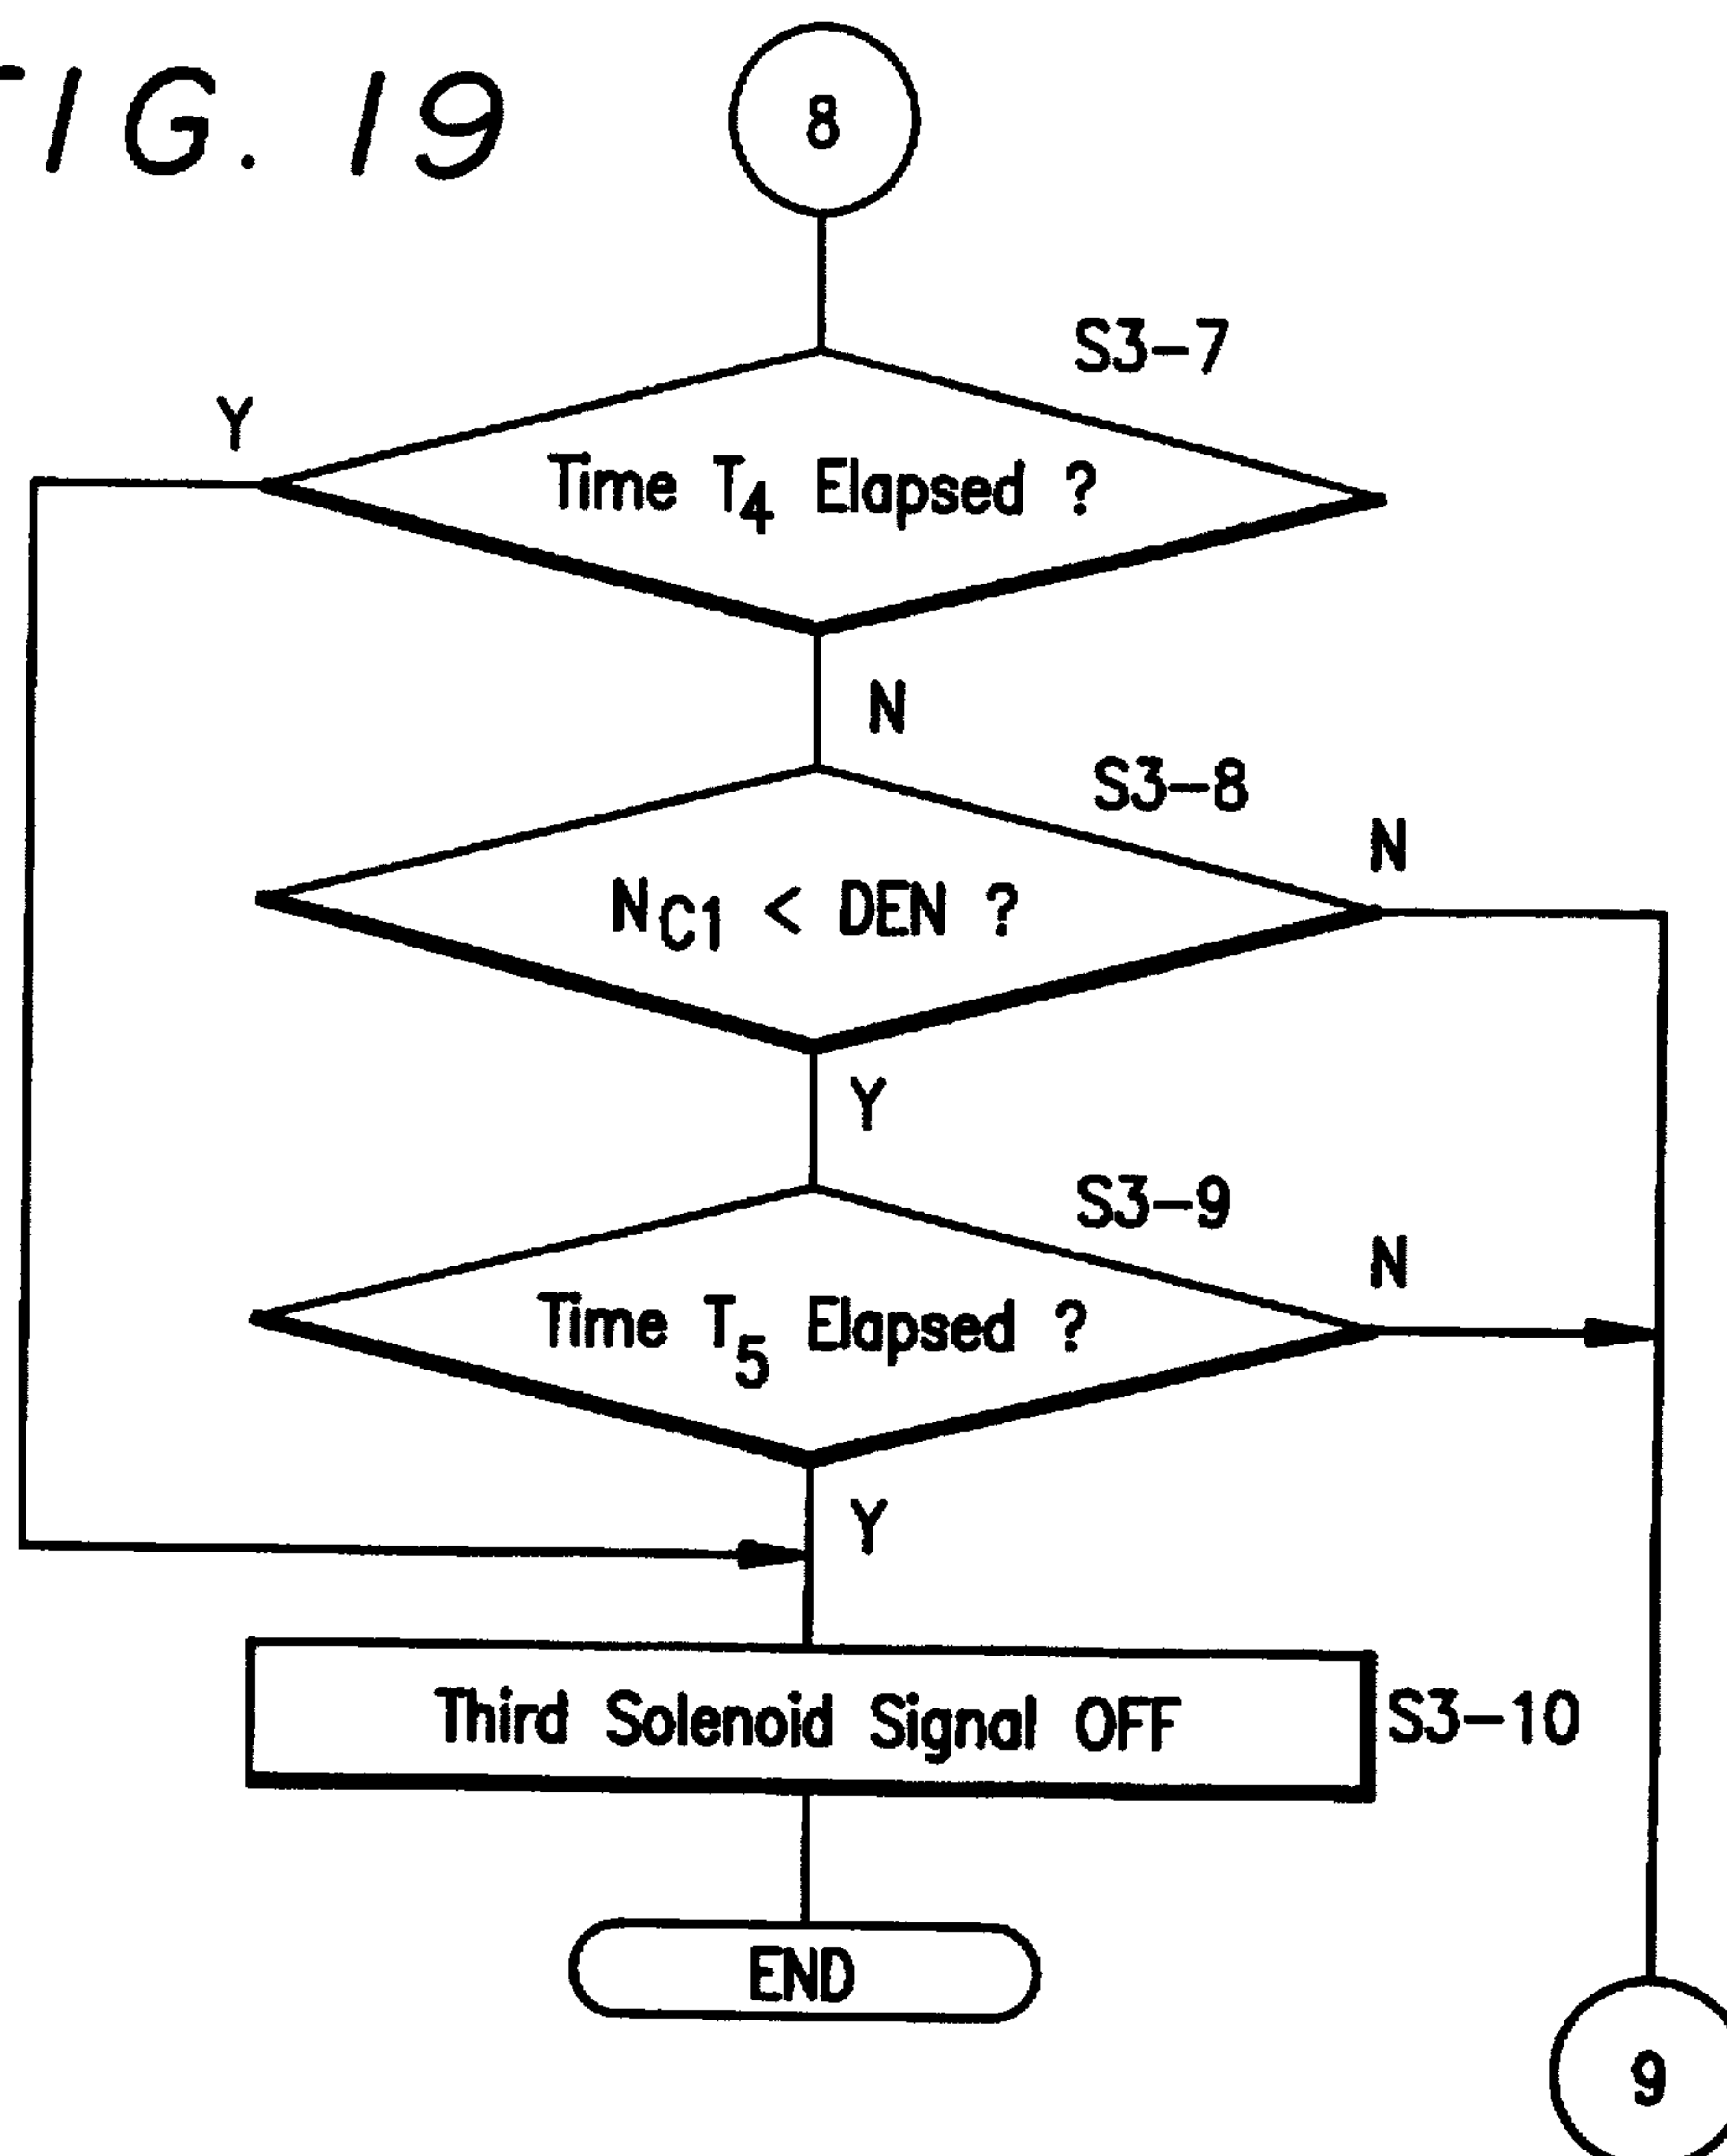 FIG. 19
8
S3-7
Y
Time T4 Elapsed ?
N
S3-8
N
NC1 < DEN ?
Y
S3-9
N
Time T5 Elapsed ?
Y
Third Solenoid Signal OFF
S3-10
END
9